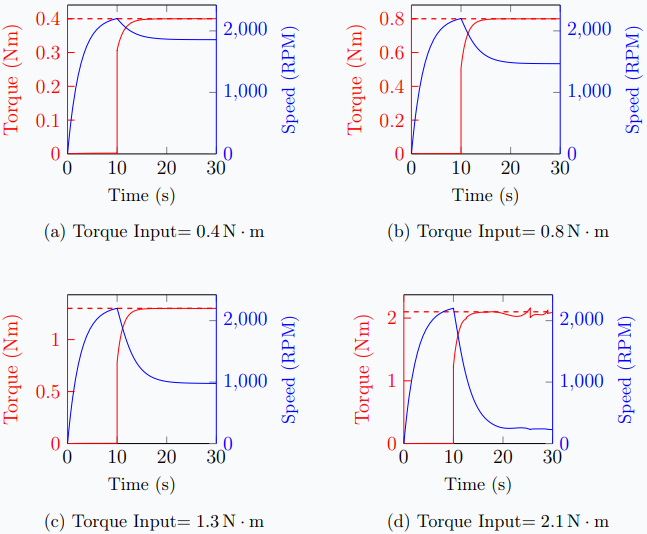 0.4
0.3
0.2
0.1
0
Torque (Nm)
2,000
1,000
0
Speed (RPM)
0 10 20 30
Time (s)
(a) Torque Input= 0.4 N · m
0.8
0.6
0.4
0.2
0
Torque (Nm)
2,000
1,000
0
Speed (RPM)
0 10 20 30
Time (s)
(b) Torque Input= 0.8 N · m
1
0.5
0
Torque (Nm)
2,000
1,000
0
Speed (RPM)
0 10 20 30
Time (s)
(c) Torque Input= 1.3 N · m
2
1
0
Torque (Nm)
2,000
1,000
0
Speed (RPM)
0 10 20 30
Time (s)
(d) Torque Input= 2.1 N · m